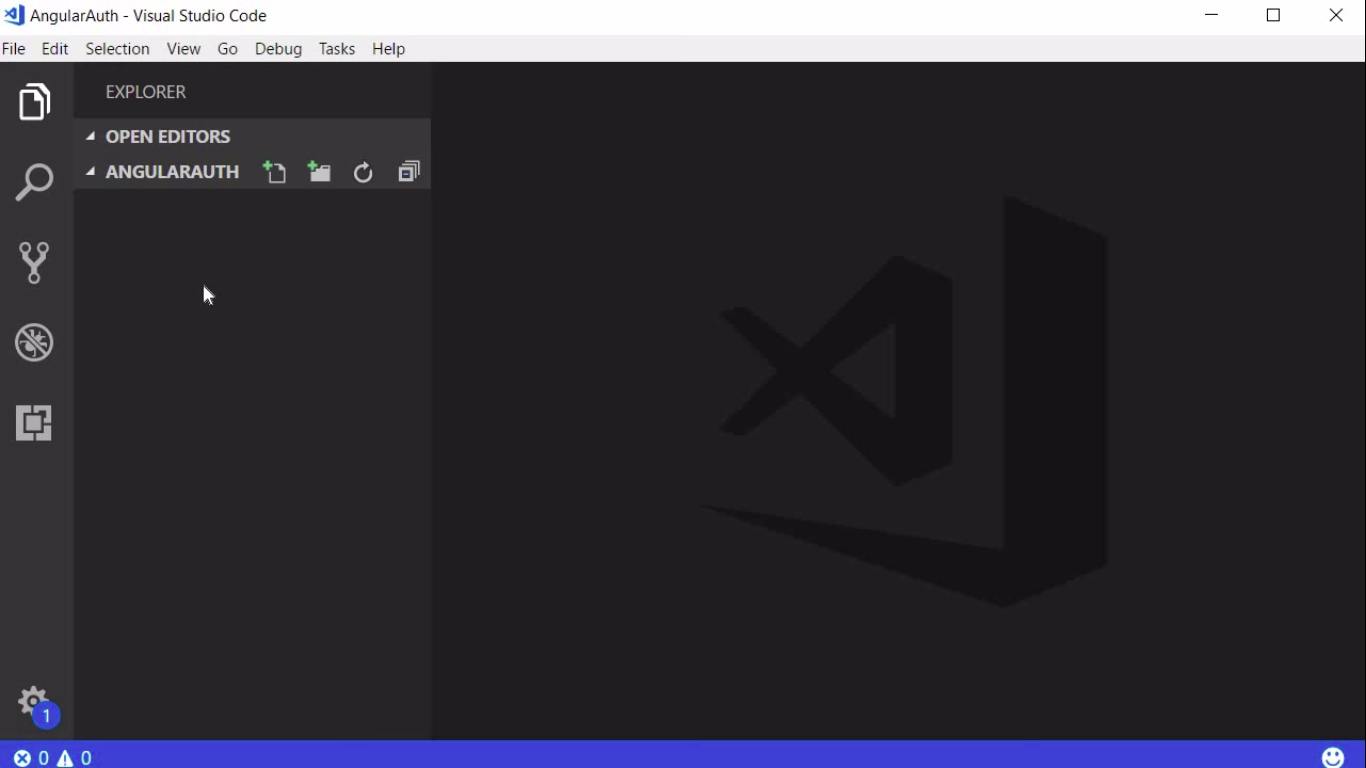 AngularAuth - Visual Studio Code
File Edit Selection View Go Debug Tasks Help
EXPLORER
OPEN EDITORS
ANGULARAUTH
1
0 0